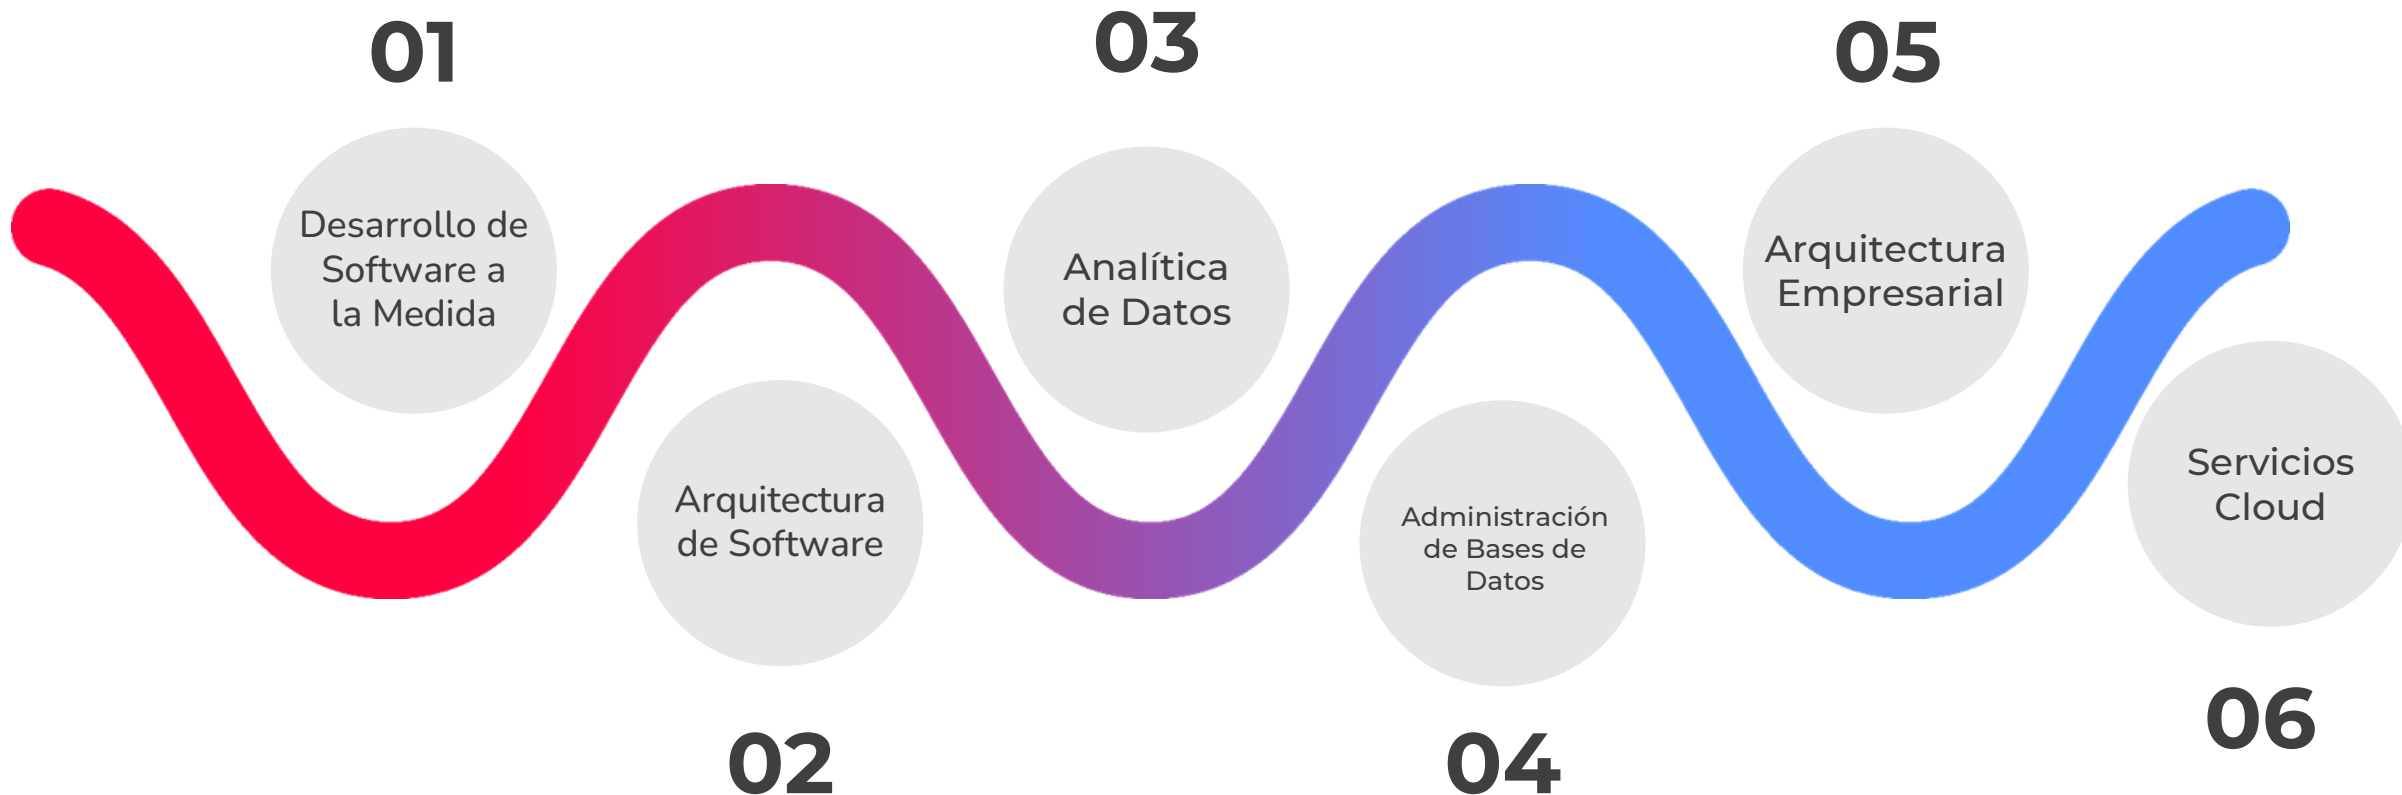 01
Desarrollo de
Software a
la Medida
02
Arquitectura
de Software
03
Analítica
de Datos
04
Administración
de Bases de
Datos
05
Arquitectura
Empresarial
06
Servicios
Cloud